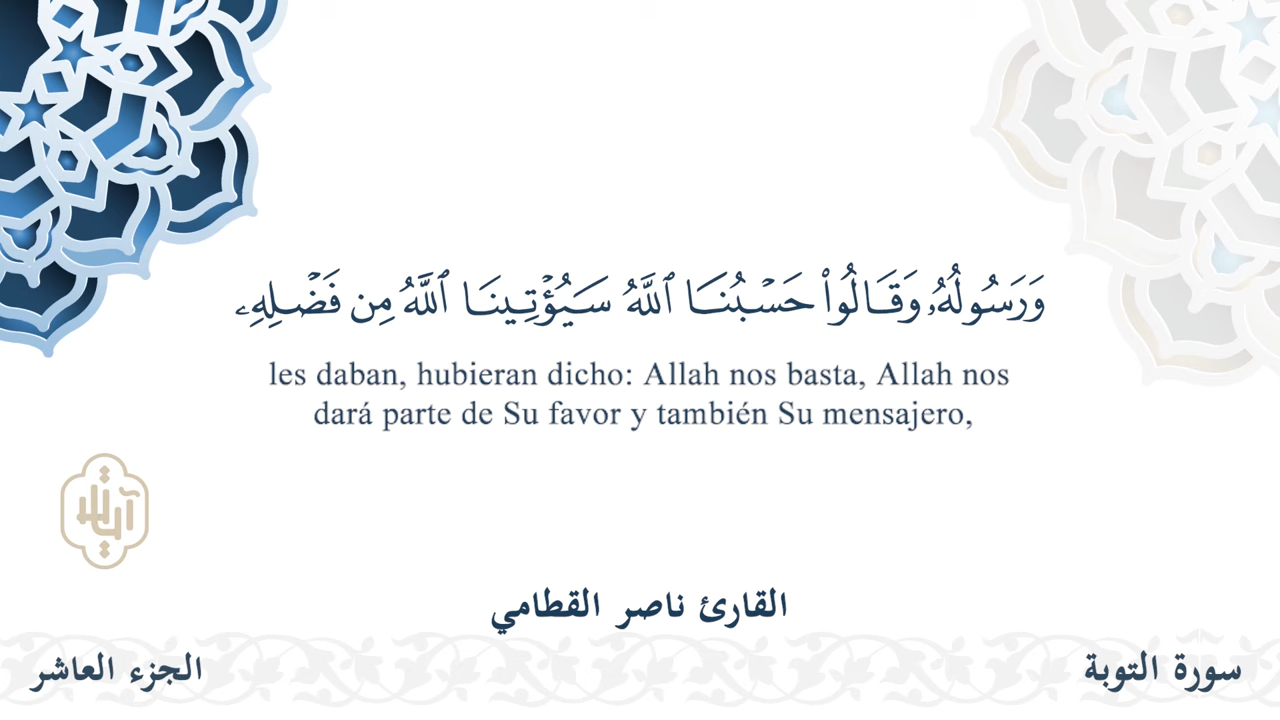 وَرَسُولُهُۥ وَقَالُوا۟ حَسْبُنَا ٱللَّهُ سَيُؤْتِينَا ٱللَّهُ مِن فَضْلِهِۦ
les daban, hubieran dicho: Allah nos basta, Allah nos
dará parte de Su favor y también Su mensajero,
القارئ ناصر القطامي
سورة التوبة
الجزء العاشر